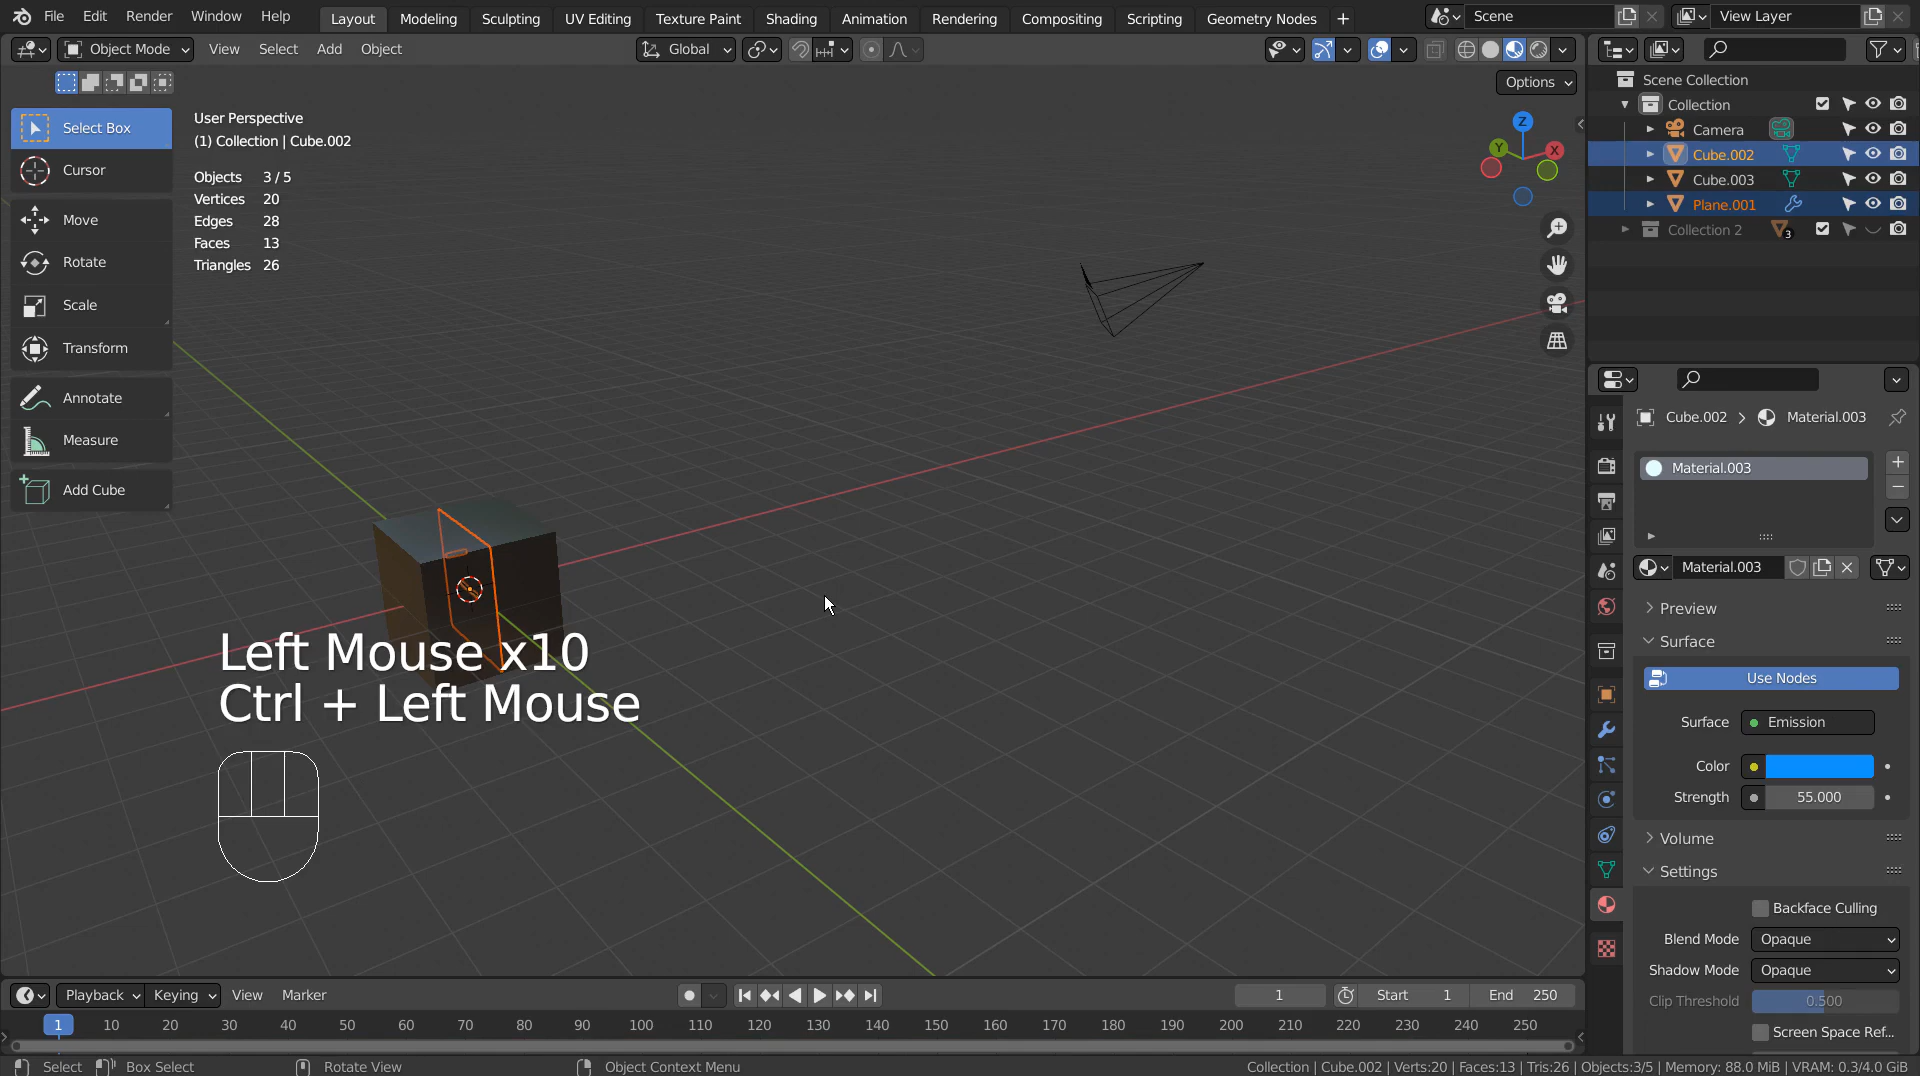 File Edit Render Window Help Layout Modeling Sculpting UV Editing Texture Paint Shading Animation Rendering Compositing Scripting Geometry Nodes + Scene View Layer
Object Mode View Select Add Object Global
Options
Select Box
Cursor
Move
Rotate
Scale
Transform
Annotate
Measure
Add Cube
User Perspective
(1) Collection | Cube.002
Objects 3 / 5
Vertices 20
Edges 28
Faces 13
Triangles 26
Z
Y
X
Left Mouse x10
Ctrl + Left Mouse
Scene Collection
Collection
Camera
Cube.002
Cube.003
Plane.001
Collection 2 3
Cube.002 > Material.003
Material.003
Material.003
Preview
Surface
Use Nodes
Surface Emission
Color
Strength 55.000
Volume
Settings
Backface Culling
Blend Mode Opaque
Shadow Mode Opaque
Clip Threshold 0.500
Screen Space Ref...
Playback Keying View Marker 1 Start 1 End 250
1 10 20 30 40 50 60 70 80 90 100 110 120 130 140 150 160 170 180 190 200 210 220 230 240 250
Select Box Select Rotate View Object Context Menu Collection | Cube.002 | Verts:20 | Faces:13 | Tris:26 | Objects:3/5 | Memory: 88.0 MiB | VRAM: 0.3/4.0 GiB